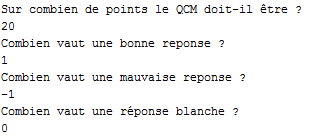 Sur combien de points le QCM doit-il être ?
20
Combien vaut une bonne reponse ?
1
Combien vaut une mauvaise reponse ?
-1
Combien vaut une réponse blanche ?
0